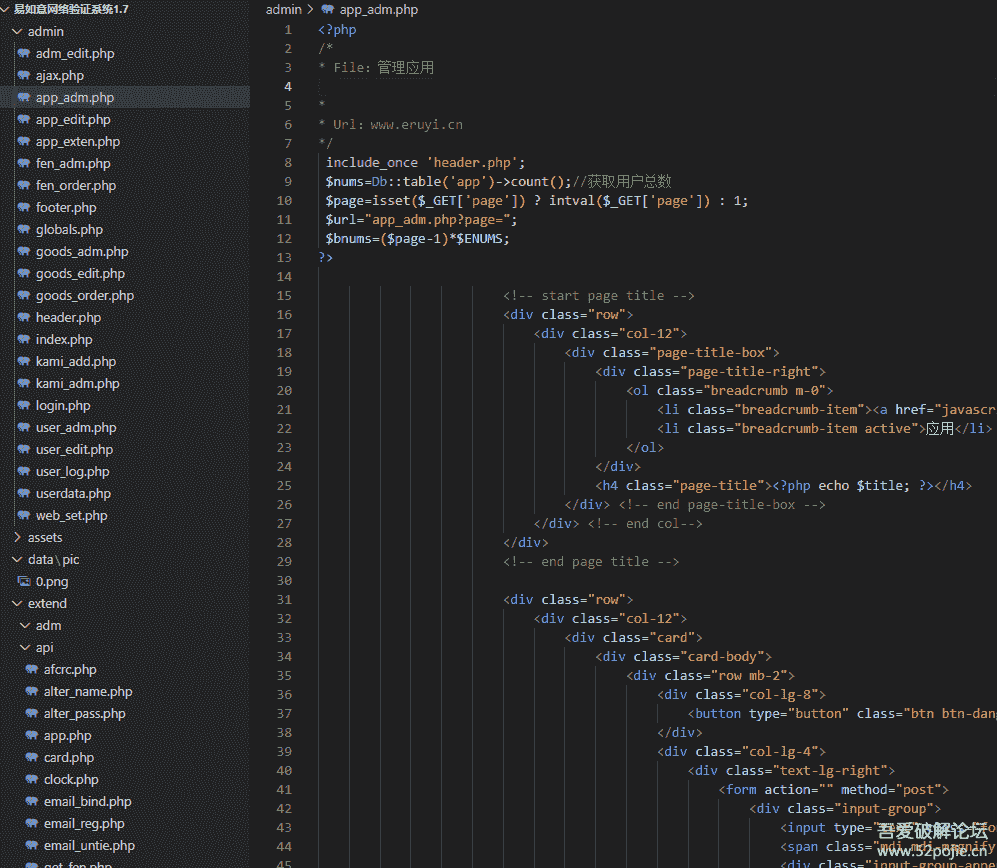 易如意网络验证系统1.7
admin
adm_edit.php
ajax.php
app_adm.php
app_edit.php
app_exten.php
fen_adm.php
fen_order.php
footer.php
globals.php
goods_adm.php
goods_edit.php
goods_order.php
header.php
index.php
kami_add.php
kami_adm.php
login.php
user_adm.php
user_edit.php
user_log.php
userdata.php
web_set.php
assets
data\pic
0.png
extend
adm
api
afcrc.php
alter_name.php
alter_pass.php
app.php
card.php
clock.php
email_bind.php
email_reg.php
email_untie.php
get_fen.php
admin > app_adm.php
1 <?php
2 /*
3 * File: 管理应用
4
5 *
6 * Url: www.eruyi.cn
7 */
8 include_once 'header.php';
9 $nums=Db::table('app')->count();//获取用户总数
10 $page=isset($_GET['page']) ? intval($_GET['page']) : 1;
11 $url="app_adm.php?page=";
12 $bnums=($page-1)*$ENUMS;
13 ?>
14
15 <!-- start page title -->
16 <div class="row">
17 <div class="col-12">
18 <div class="page-title-box">
19 <div class="page-title-right">
20 <ol class="breadcrumb m-0">
21 <li class="breadcrumb-item"><a href="javascr
22 <li class="breadcrumb-item active">应用</li>
23 </ol>
24 </div>
25 <h4 class="page-title"><?php echo $title; ?></h4>
26 </div> <!-- end page-title-box -->
27 </div> <!-- end col-->
28 </div>
29 <!-- end page title -->
30
31 <div class="row">
32 <div class="col-12">
33 <div class="card">
34 <div class="card-body">
35 <div class="row mb-2">
36 <div class="col-lg-8">
37 <button type="button" class="btn btn-dan
38 </div>
39 <div class="col-lg-4">
40 <div class="text-lg-right">
41 <form action="" method="post">
42 <div class="input-group">
43 <input type=
44 <span class=
45 <div class="input-group-appe
吾爱破解论坛
www.52pojie.cn